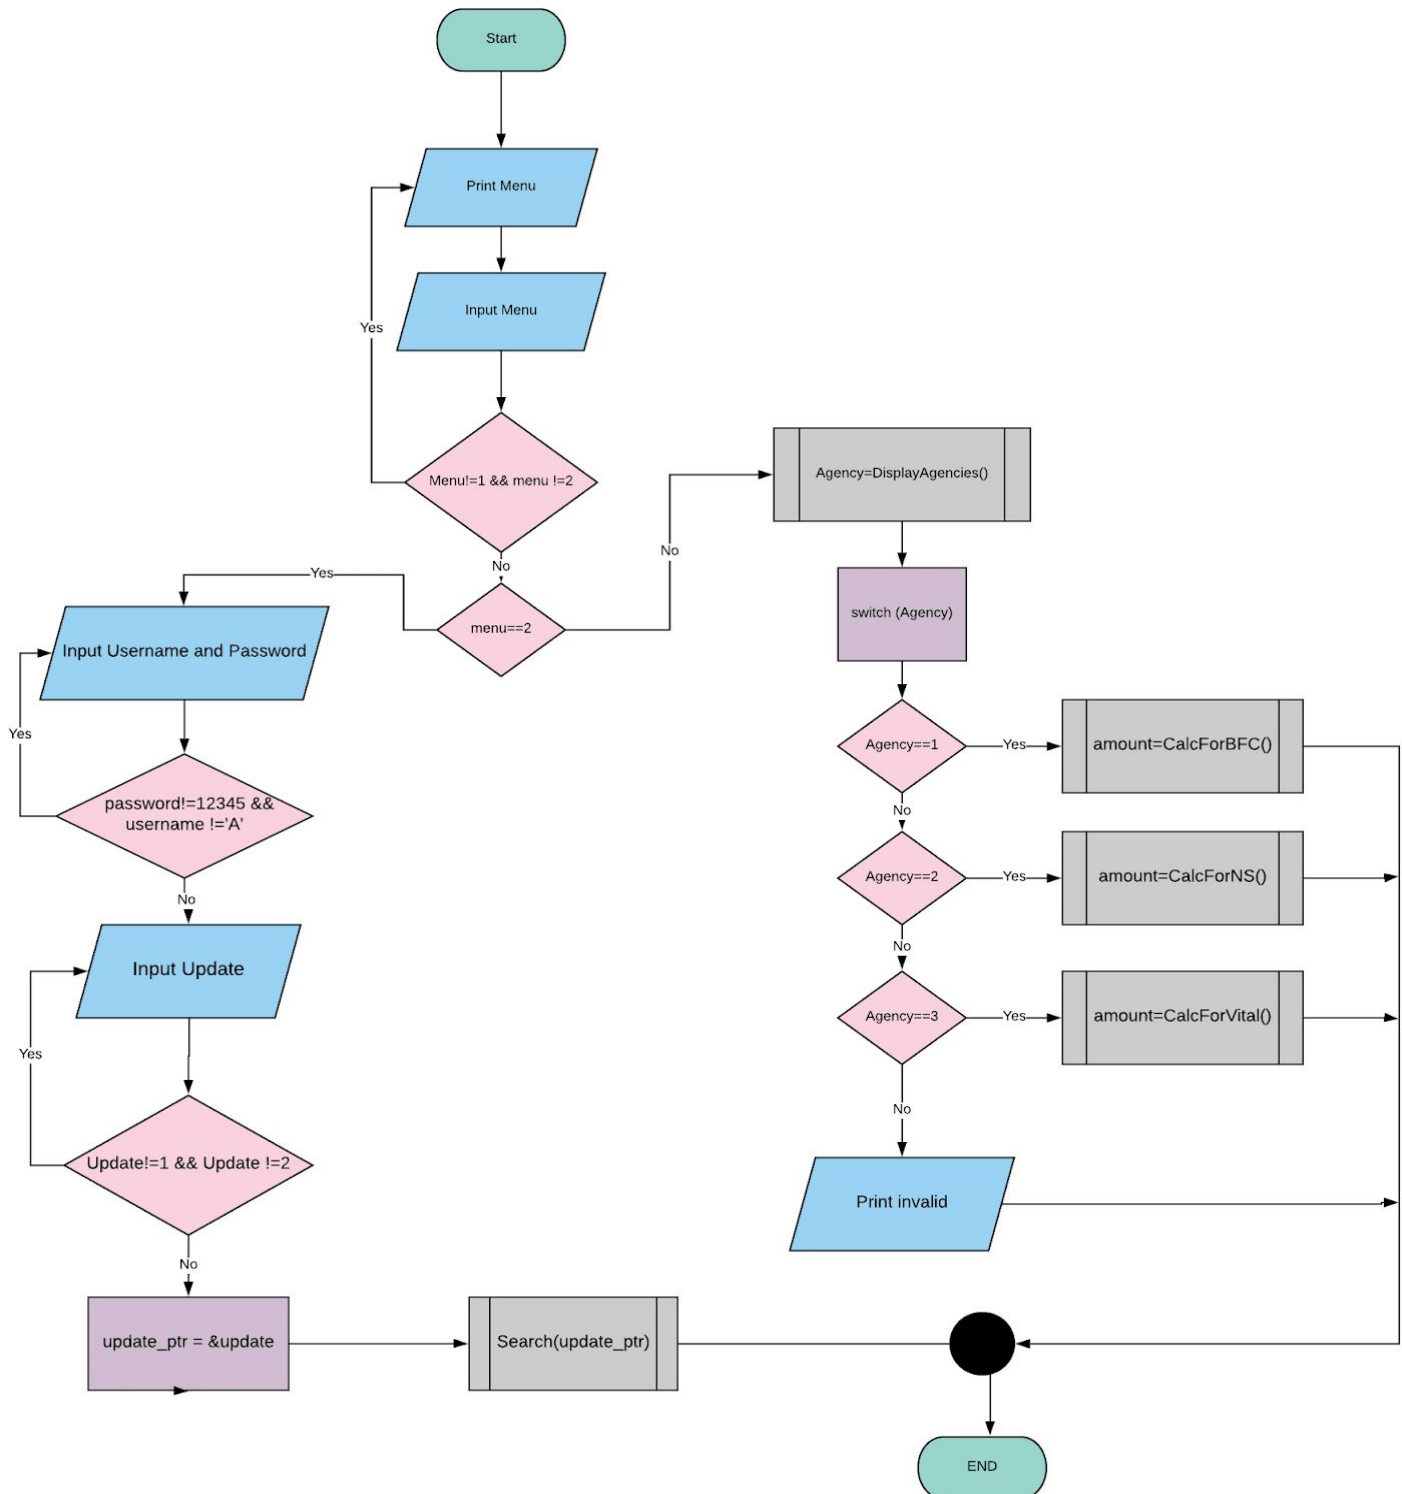 Start
Print Menu
Input Menu
Yes
Menu!=1 && menu !=2
No
menu==2
Yes
No
Input Username and Password
Yes
password!=12345 &&
username !='A'
No
Input Update
Yes
Update!=1 && Update !=2
No
update_ptr = &update
Search(update_ptr)
Agency=DisplayAgencies()
switch (Agency)
Agency==1
Yes
amount=CalcForBFC()
No
Agency==2
Yes
amount=CalcForNS()
No
Agency==3
Yes
amount=CalcForVital()
No
Print invalid
END